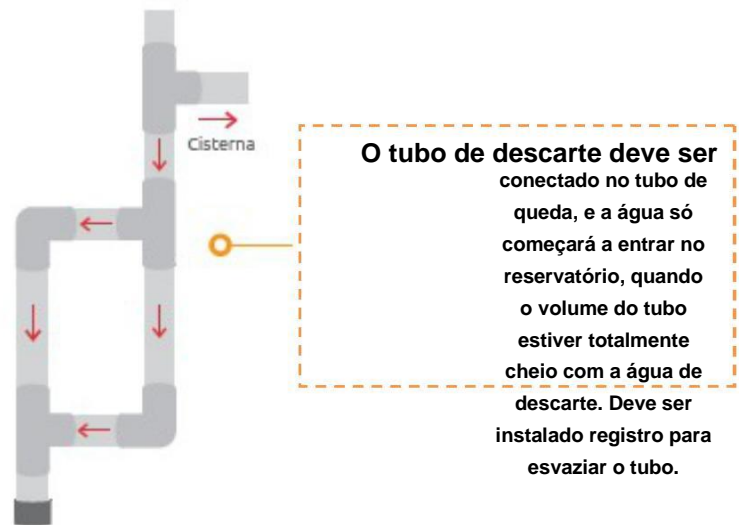 Cisterna
O tubo de descarte deve ser
conectado no tubo de
queda, e a água só
começará a entrar no
reservatório, quando
o volume do tubo
estiver totalmente
cheio com a água de
descarte. Deve ser
instalado registro para
esvaziar o tubo.